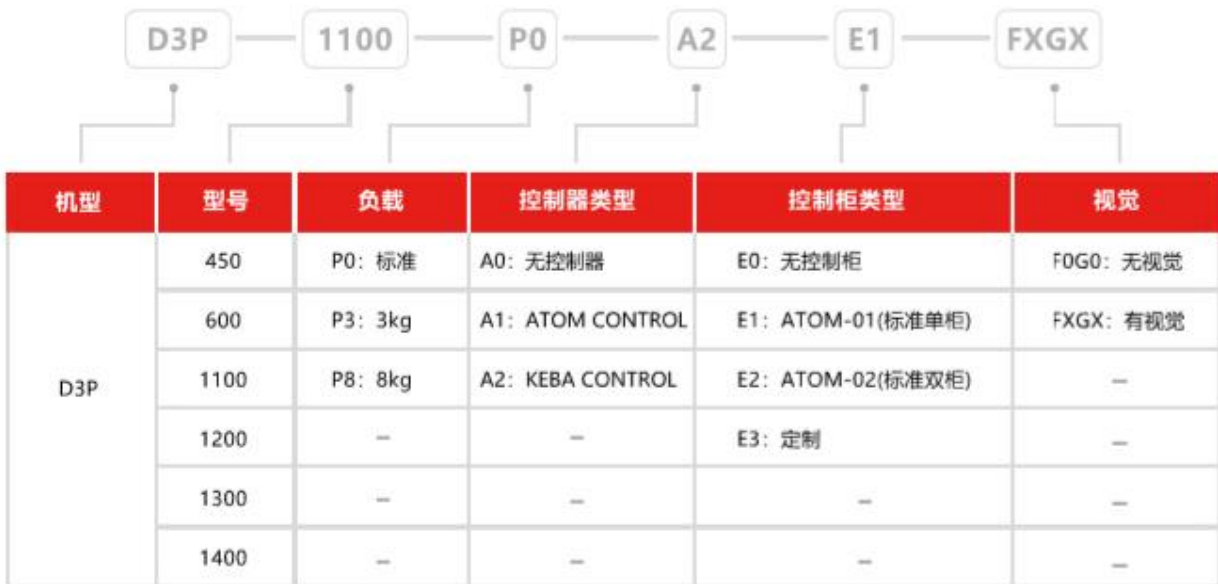 D3P 1100 P0 A2 E1 FXGX
机型 型号 负载 控制器类型 控制柜类型 视觉
450 P0：标准 A0：无控制器 E0：无控制柜 F0G0：无视觉
600 P3：3kg A1：ATOM CONTROL E1：ATOM-01(标准单柜) FXGX：有视觉
D3P 1100 P8：8kg A2：KEBA CONTROL E2：ATOM-02(标准双柜) –
1200 – – E3：定制 –
1300 – – – –
1400 – – – –